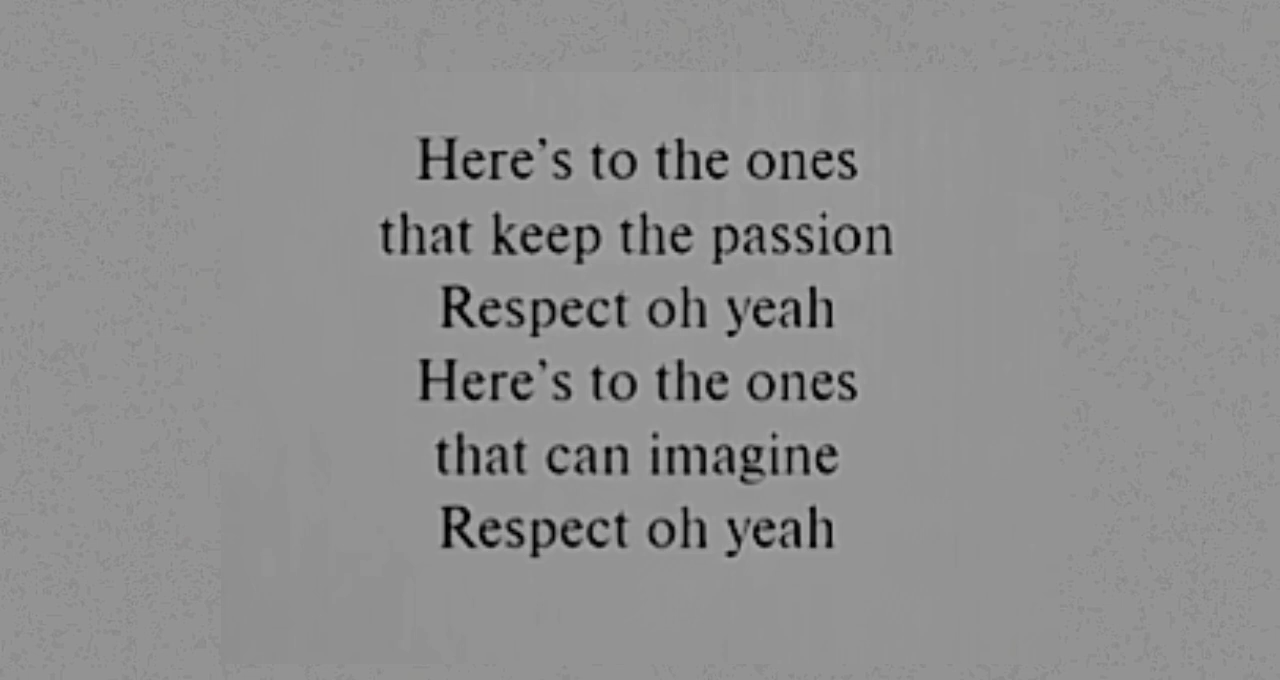 Here’s to the ones
that keep the passion
Respect oh yeah
Here’s to the ones
that can imagine
Respect oh yeah